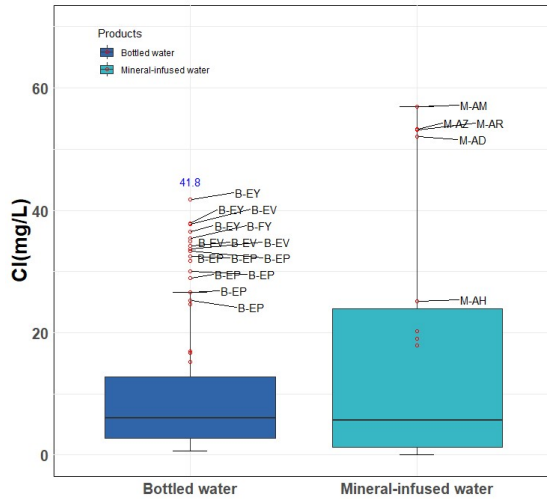 Products
Bottled water
Mineral-infused water
Cl(mg/L)
60
40
20
0
41.8
B-EY
B-EY B-EV
B-EY B-FY
B-EV B-EV B-EV
B-EP B-EP B-EP
B-EP B-EP
B-EP
B-EP
M-AM
M-AZ M-AR
M-AD
M-AH
Bottled water Mineral-infused water